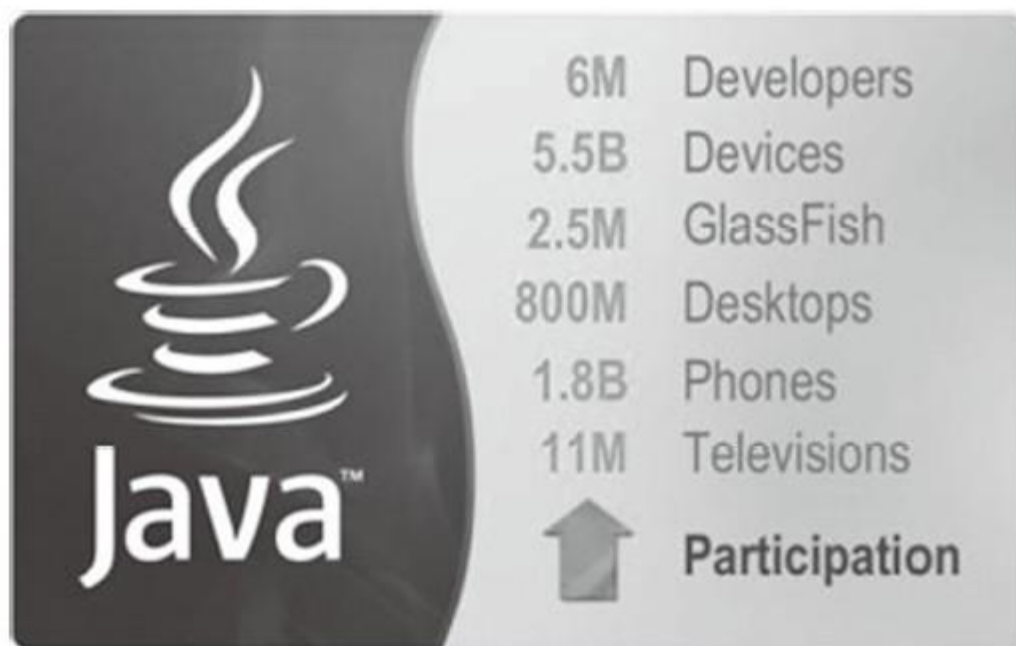 Java™
6M Developers
5.5B Devices
2.5M GlassFish
800M Desktops
1.8B Phones
11M Televisions
Participation